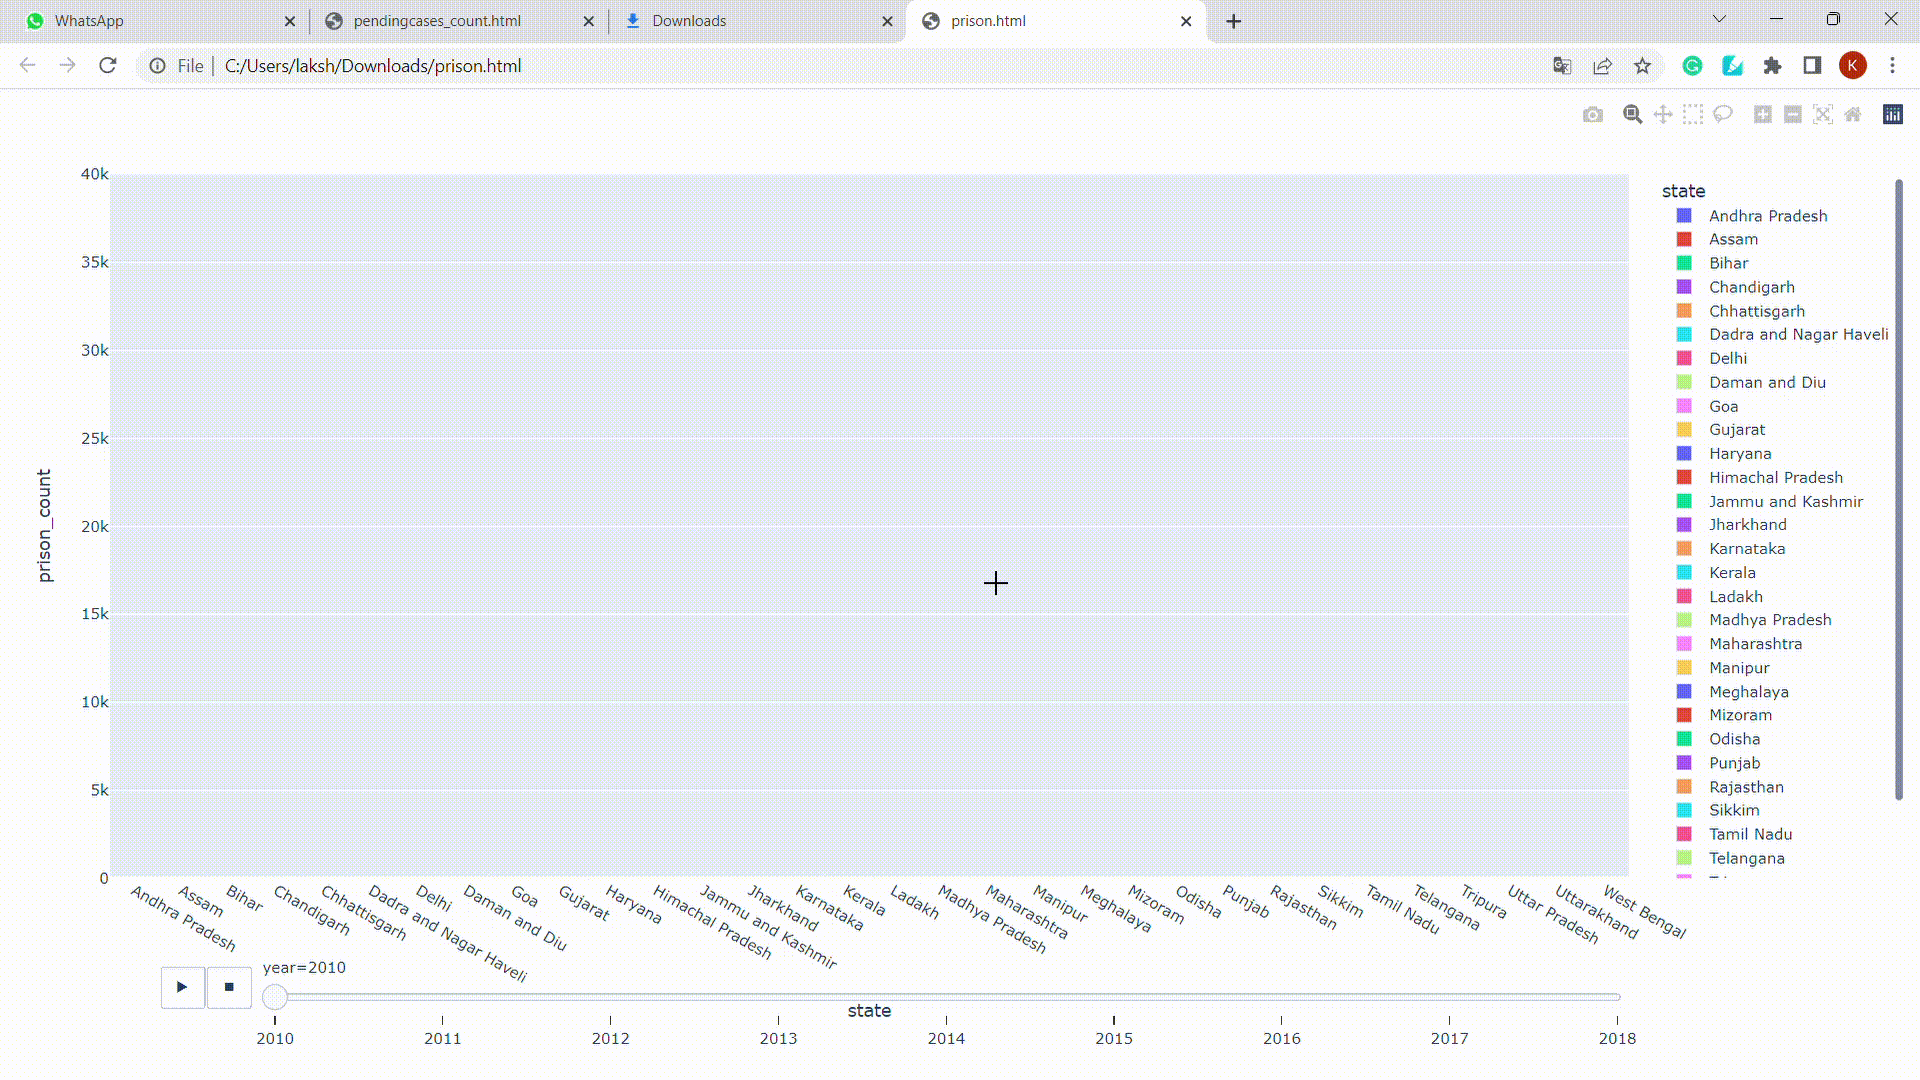 WhatsApp
pendingcases_count.html
Downloads
prison.html
File
C:/Users/laksh/Downloads/prison.html
K
40k
35k
30k
25k
20k
15k
10k
5k
0
prison_count
Andhra Pradesh
Assam
Bihar
Chandigarh
Chhattisgarh
Dadra and Nagar Haveli
Delhi
Daman and Diu
Goa
Gujarat
Haryana
Himachal Pradesh
Jammu and Kashmir
Jharkhand
Karnataka
Kerala
Ladakh
Madhya Pradesh
Maharashtra
Manipur
Meghalaya
Mizoram
Odisha
Punjab
Rajasthan
Sikkim
Tamil Nadu
Telangana
Tripura
Uttar Pradesh
Uttarakhand
West Bengal
state
state
Andhra Pradesh
Assam
Bihar
Chandigarh
Chhattisgarh
Dadra and Nagar Haveli
Delhi
Daman and Diu
Goa
Gujarat
Haryana
Himachal Pradesh
Jammu and Kashmir
Jharkhand
Karnataka
Kerala
Ladakh
Madhya Pradesh
Maharashtra
Manipur
Meghalaya
Mizoram
Odisha
Punjab
Rajasthan
Sikkim
Tamil Nadu
Telangana
year=2010
2010
2011
2012
2013
2014
2015
2016
2017
2018